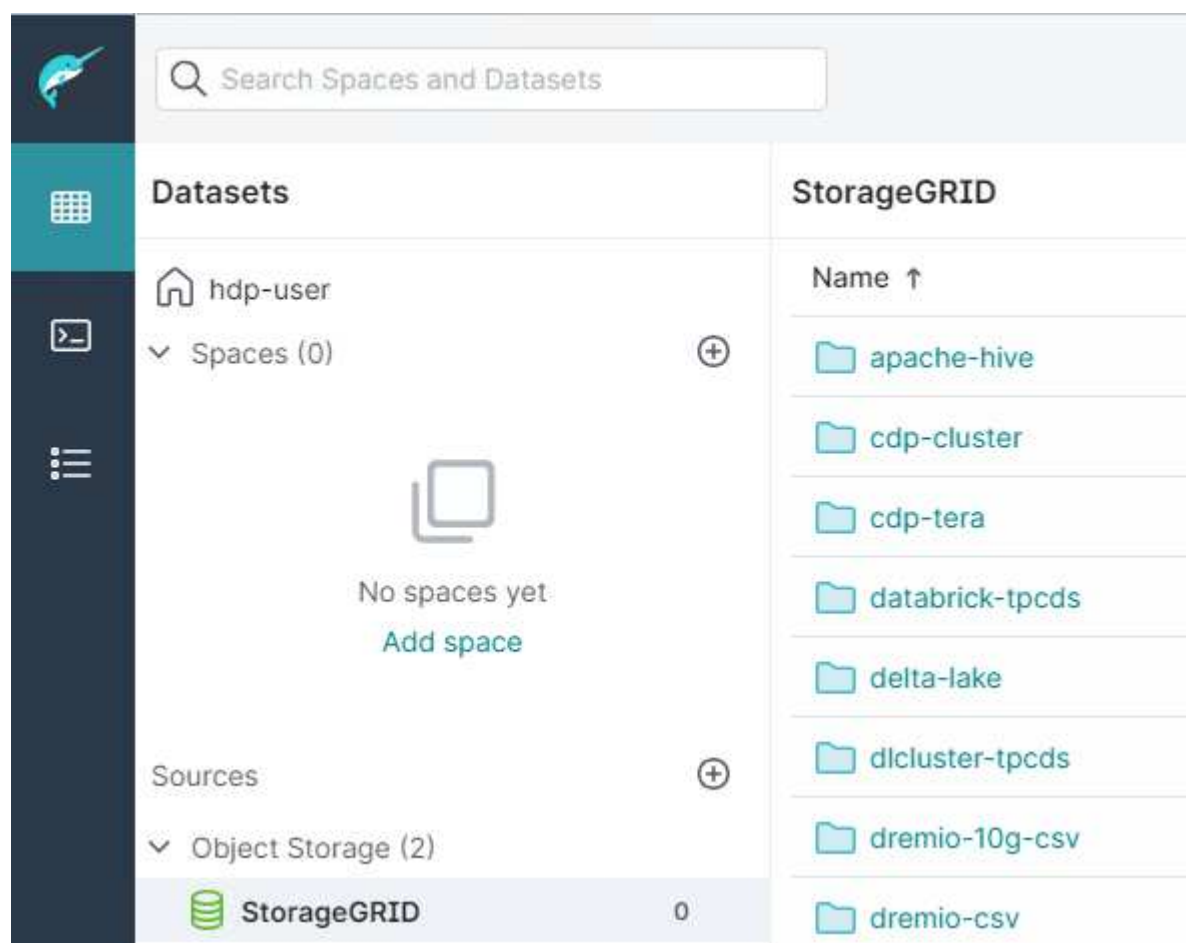 Search Spaces and Datasets
Datasets
hdp-user
Spaces (0)
No spaces yet
Add space
Sources
Object Storage (2)
StorageGRID 0
StorageGRID
Name ↑
apache-hive
cdp-cluster
cdp-tera
databrick-tpcds
delta-lake
dlcluster-tpcds
dremio-10g-csv
dremio-csv